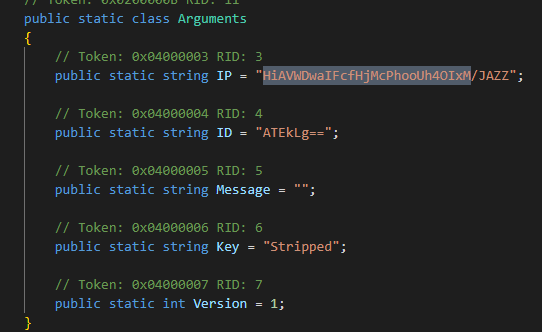 // Token: 0x0200000B RID: 11
public static class Arguments
{
// Token: 0x04000003 RID: 3
public static string IP = "HiAVWDwaIFcfHjMcPhooUh4OIxM/JAZZ";
// Token: 0x04000004 RID: 4
public static string ID = "ATEkLg==";
// Token: 0x04000005 RID: 5
public static string Message = "";
// Token: 0x04000006 RID: 6
public static string Key = "Stripped";
// Token: 0x04000007 RID: 7
public static int Version = 1;
}